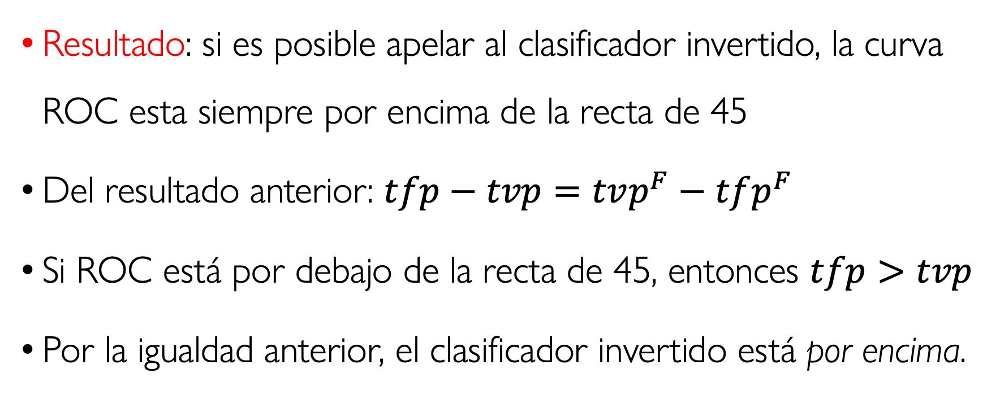 • Resultado: si es posible apelar al clasificador invertido, la curva
ROC esta siempre por encima de la recta de 45
• Del resultado anterior: tfp − tvp = tvp^F − tfp^F
• Si ROC está por debajo de la recta de 45, entonces tfp > tvp
• Por la igualdad anterior, el clasificador invertido está por encima.